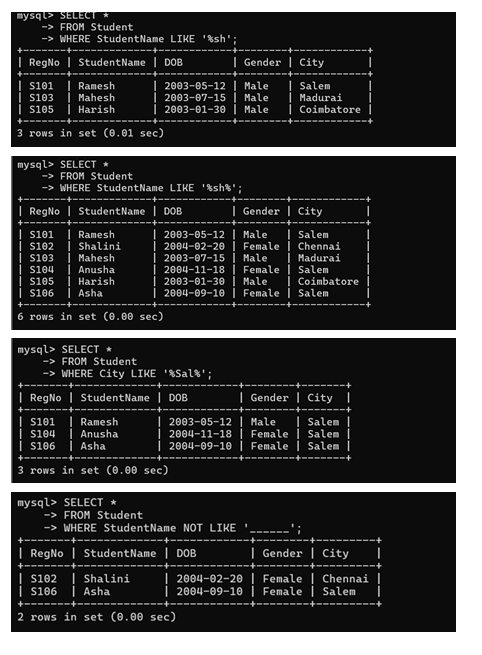 mysql> SELECT *
    -> FROM Student
    -> WHERE StudentName LIKE '%sh';
+-------+-------------+------------+--------+------------+
| RegNo | StudentName | DOB        | Gender | City       |
+-------+-------------+------------+--------+------------+
| S101  | Ramesh      | 2003-05-12 | Male   | Salem      |
| S103  | Mahesh      | 2003-07-15 | Male   | Madurai    |
| S105  | Harish      | 2003-01-30 | Male   | Coimbatore |
+-------+-------------+------------+--------+------------+
3 rows in set (0.01 sec)
mysql> SELECT *
    -> FROM Student
    -> WHERE StudentName LIKE '%sh%';
+-------+-------------+------------+--------+------------+
| RegNo | StudentName | DOB        | Gender | City       |
+-------+-------------+------------+--------+------------+
| S101  | Ramesh      | 2003-05-12 | Male   | Salem      |
| S102  | Shalini     | 2004-02-20 | Female | Chennai    |
| S103  | Mahesh      | 2003-07-15 | Male   | Madurai    |
| S104  | Anusha      | 2004-11-18 | Female | Salem      |
| S105  | Harish      | 2003-01-30 | Male   | Coimbatore |
| S106  | Asha        | 2004-09-10 | Female | Salem      |
+-------+-------------+------------+--------+------------+
6 rows in set (0.00 sec)
mysql> SELECT *
    -> FROM Student
    -> WHERE City LIKE '%Sal%';
+-------+-------------+------------+--------+-------+
| RegNo | StudentName | DOB        | Gender | City  |
+-------+-------------+------------+--------+-------+
| S101  | Ramesh      | 2003-05-12 | Male   | Salem |
| S104  | Anusha      | 2004-11-18 | Female | Salem |
| S106  | Asha        | 2004-09-10 | Female | Salem |
+-------+-------------+------------+--------+-------+
3 rows in set (0.00 sec)
mysql> SELECT *
    -> FROM Student
    -> WHERE StudentName NOT LIKE '______';
+-------+-------------+------------+--------+---------+
| RegNo | StudentName | DOB        | Gender | City    |
+-------+-------------+------------+--------+---------+
| S102  | Shalini     | 2004-02-20 | Female | Chennai |
| S106  | Asha        | 2004-09-10 | Female | Salem   |
+-------+-------------+------------+--------+---------+
2 rows in set (0.00 sec)